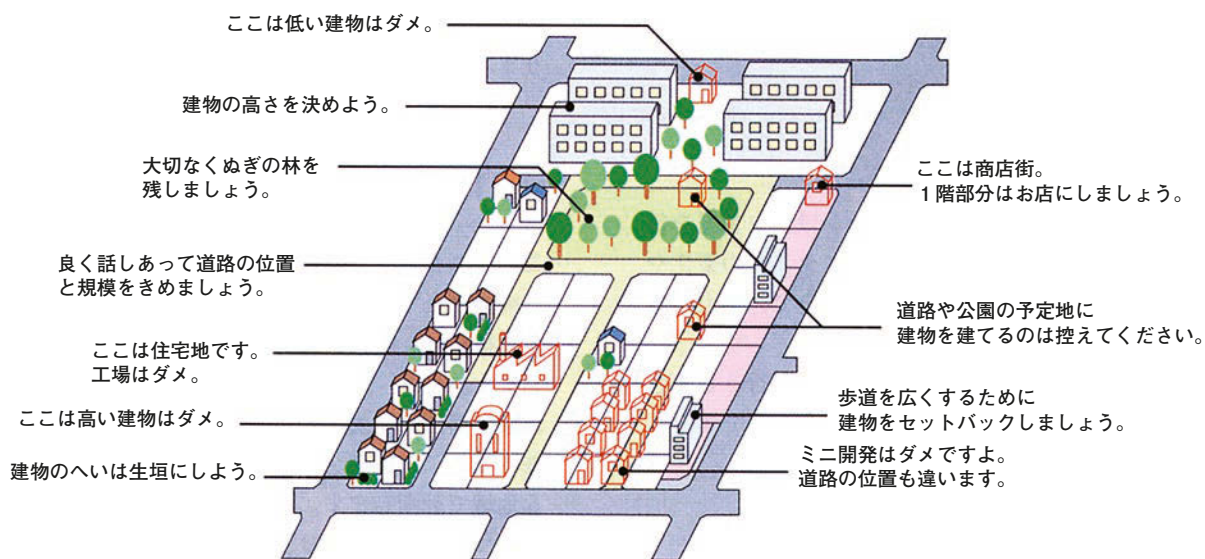 ここは低い建物はダメ。
建物の高さを決めよう。
大切なくぬぎの林を
残しましょう。
良く話しあって道路の位置
と規模をきめましょう。
ここは住宅地です。
工場はダメ。
ここは高い建物はダメ。
建物のへいは生垣にしよう。
ここは商店街。
1階部分はお店にしましょう。
道路や公園の予定地に
建物を建てるのは控えてください。
歩道を広くするために
建物をセットバックしましょう。
ミニ開発はダメですよ。
道路の位置も違います。